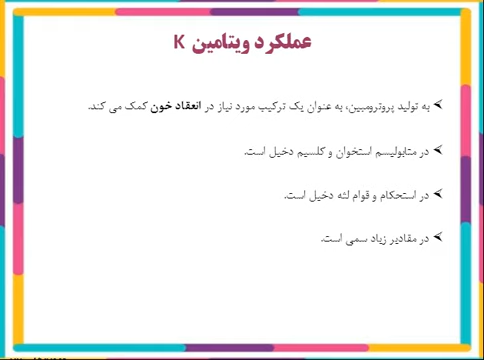 عملکرد ویتامین K
به تولید پروترومبین، به عنوان یک ترکیب مورد نیاز در انعقاد خون کمک می کند.
در متابولیسم استخوان و کلسیم دخیل است.
در استحکام و قوام لثه دخیل است.
در مقادیر زیاد سمی است.